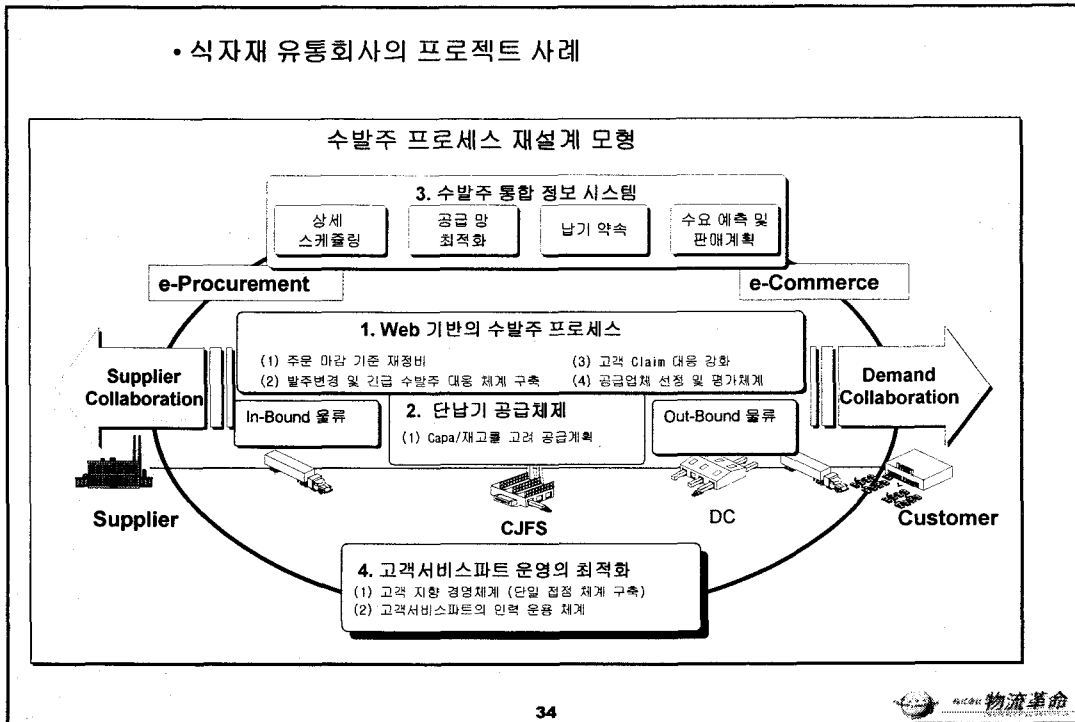 • 식자재 유통회사의 프로젝트 사례
수발주 프로세스 재설계 모형
3. 수발주 통합 정보 시스템
상세
스케쥴링
공급 망
최적화
납기 약속
수요 예측 및
판매계획
e-Procurement
e-Commerce
1. Web 기반의 수발주 프로세스
(1) 주문 마감 기준 재정비
(2) 발주변경 및 긴급 수발주 대응 체계 구축
(3) 고객 Claim 대응 강화
(4) 공급업체 선정 및 평가체계
Supplier
Collaboration
Demand
Collaboration
In-Bound 물류
2. 단납기 공급체제
(1) Capa/재고를 고려 공급계획
Out-Bound 물류
Supplier
CJFS
DC
Customer
4. 고객서비스파트 운영의 최적화
(1) 고객 지향 경영체계 (단일 접점 체계 구축)
(2) 고객서비스파트의 인력 운용 체계
34
物流革命